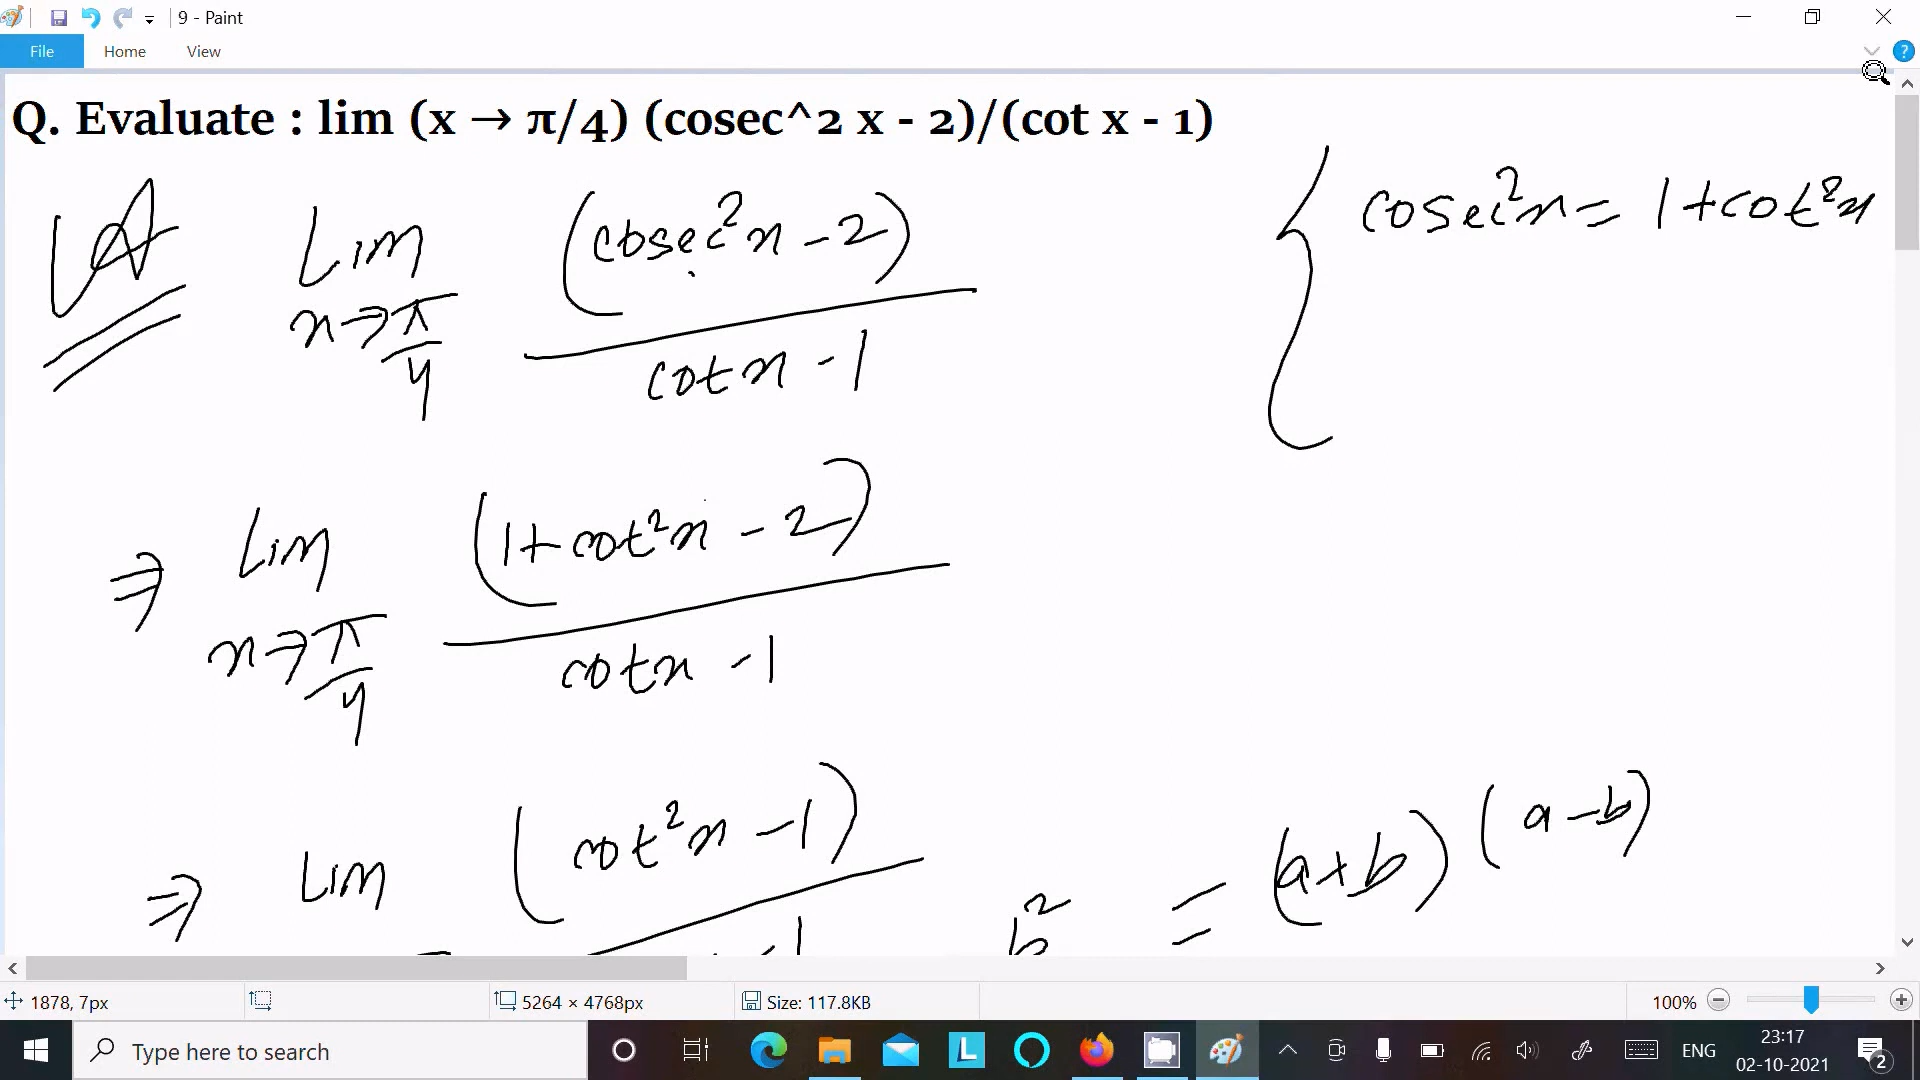 9 - Paint
File Home View
Q. Evaluate : lim (x → π/4) (cosec^2 x - 2)/(cot x - 1)
Lim x→π/4 (cosec²x - 2) / cotx - 1
{ cosec²x = 1+cot²x
⇒ Lim x→π/4 (1+cot²x - 2) / cotx - 1
⇒ Lim (cot²x - 1)
b² = (a+b) (a-b)
1878, 7px 5264 × 4768px Size: 117.8KB 100%
Type here to search
L
ENG
23:17
02-10-2021
2